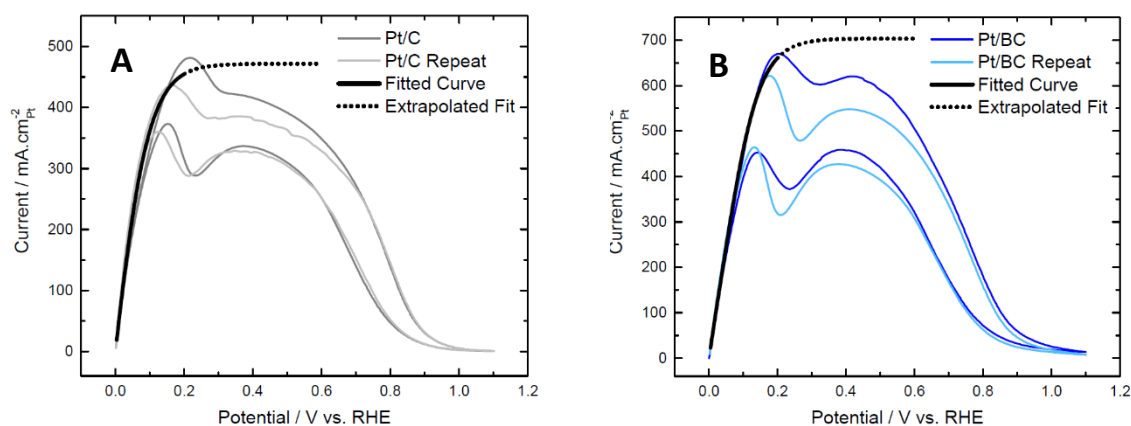 A
Pt/C
Pt/C Repeat
Fitted Curve
Extrapolated Fit
Current / mA.cm⁻²Pt
500
400
300
200
100
0
0.0 0.2 0.4 0.6 0.8 1.0 1.2
Potential / V vs. RHE
B
Pt/BC
Pt/BC Repeat
Fitted Curve
Extrapolated Fit
Current / mA.cm⁻²Pt
700
600
500
400
300
200
100
0
0.0 0.2 0.4 0.6 0.8 1.0 1.2
Potential / V vs. RHE